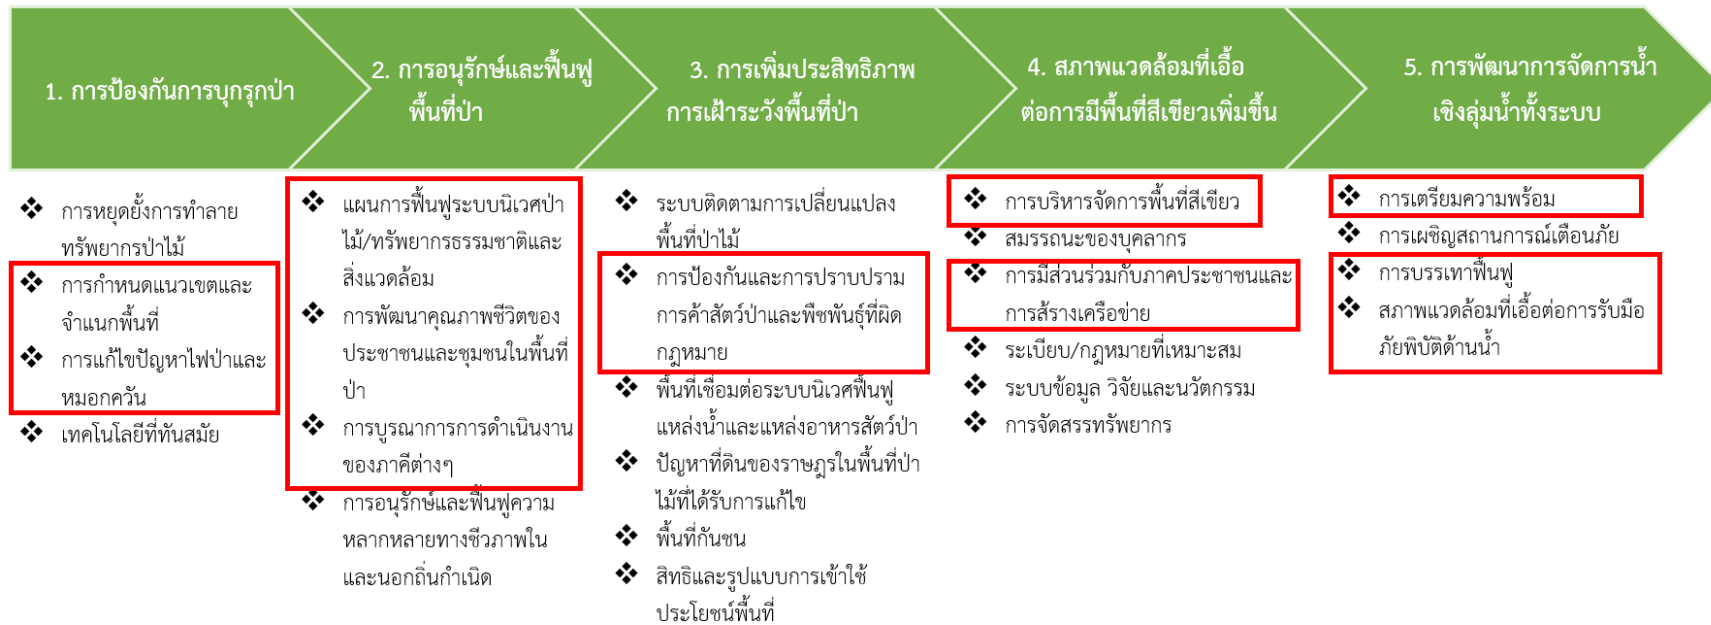 1. การป้องกันการบุกรุกป่า
2. การอนุรักษ์และฟื้นฟู
พื้นที่ป่า
3. การเพิ่มประสิทธิภาพ
การเฝ้าระวังพื้นที่ป่า
4. สภาพแวดล้อมที่เอื้อ
ต่อการมีพื้นที่สีเขียวเพิ่มขึ้น
5. การพัฒนาการจัดการน้ำ
เชิงลุ่มน้ำทั้งระบบ
การหยุดยั้งการทำลาย
ทรัพยากรป่าไม้
การกำหนดแนวเขตและ
จำแนกพื้นที่
การแก้ไขปัญหาไฟป่าและ
หมอกควัน
เทคโนโลยีที่ทันสมัย
แผนการฟื้นฟูระบบนิเวศป่า
ไม้/ทรัพยากรธรรมชาติและ
สิ่งแวดล้อม
การพัฒนาคุณภาพชีวิตของ
ประชาชนและชุมชนในพื้นที่
ป่า
การบูรณาการการดำเนินงาน
ของภาคีต่างๆ
การอนุรักษ์และฟื้นฟูความ
หลากหลายทางชีวภาพใน
และนอกถิ่นกำเนิด
ระบบติดตามการเปลี่ยนแปลง
พื้นที่ป่าไม้
การป้องกันและการปราบปราม
การค้าสัตว์ป่าและพืชพันธุ์ที่ผิด
กฎหมาย
พื้นที่เชื่อมต่อระบบนิเวศฟื้นฟู
แหล่งน้ำและแหล่งอาหารสัตว์ป่า
ปัญหาที่ดินของราษฎรในพื้นที่ป่า
ไม้ที่ได้รับการแก้ไข
พื้นที่กันชน
สิทธิและรูปแบบการเข้าใช้
ประโยชน์พื้นที่
การบริหารจัดการพื้นที่สีเขียว
สมรรถนะของบุคลากร
การมีส่วนร่วมกับภาคประชาชนและ
การส้รางเครือข่าย
ระเบียบ/กฎหมายที่เหมาะสม
ระบบข้อมูล วิจัยและนวัตกรรม
การจัดสรรทรัพยากร
การเตรียมความพร้อม
การเผชิญสถานการณ์เตือนภัย
การบรรเทาฟื้นฟู
สภาพแวดล้อมที่เอื้อต่อการรับมือ
ภัยพิบัติด้านน้ำ